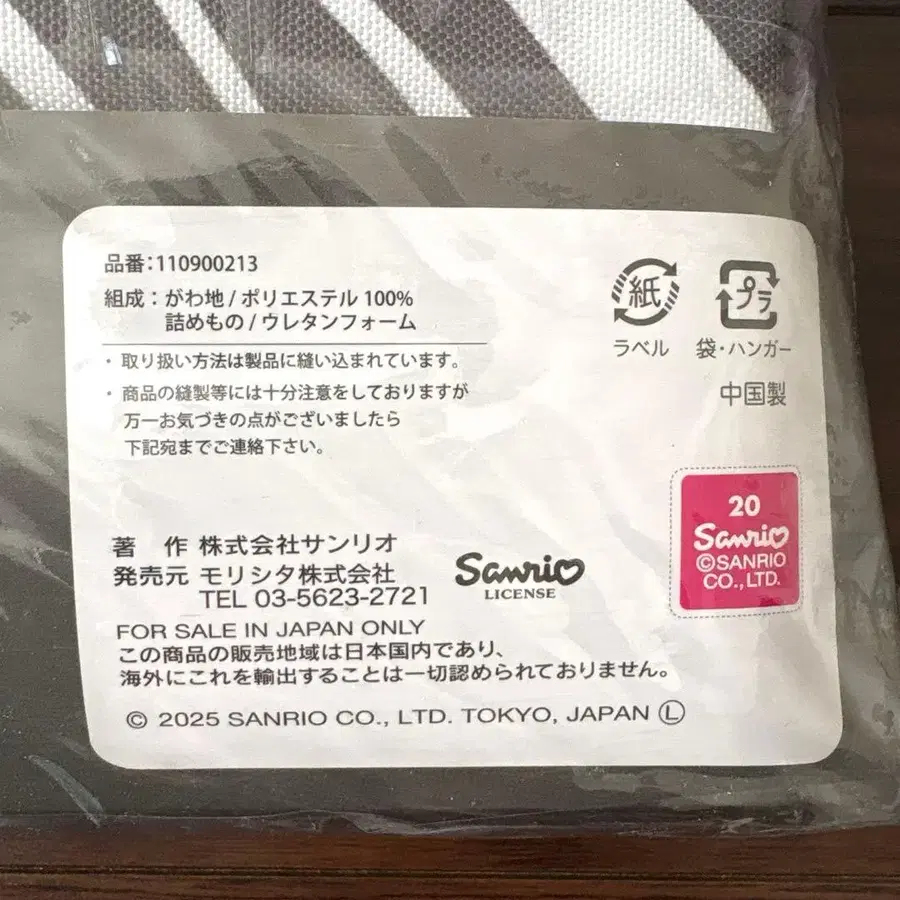 品番:110900213
組成:がわ地/ポリエステル 100%
詰めもの/ウレタンフォーム
・取り扱い方法は製品に縫い込まれています。
・商品の縫製等には十分注意をしておりますが
万一お気づきの点がございましたら
下記宛までご連絡下さい。
紙
ラベル
プラ
袋・ハンガー
中国製
20
Sanrio
©SANRIO
CO.,LTD.
著 作 株式会社サンリオ
発売元 モリシタ株式会社
TEL 03-5623-2721
Sanrio
LICENSE
FOR SALE IN JAPAN ONLY
この商品の販売地域は日本国内であり、
海外にこれを輸出することは一切認められておりません。
© 2025 SANRIO CO., LTD. TOKYO, JAPAN Ⓛ